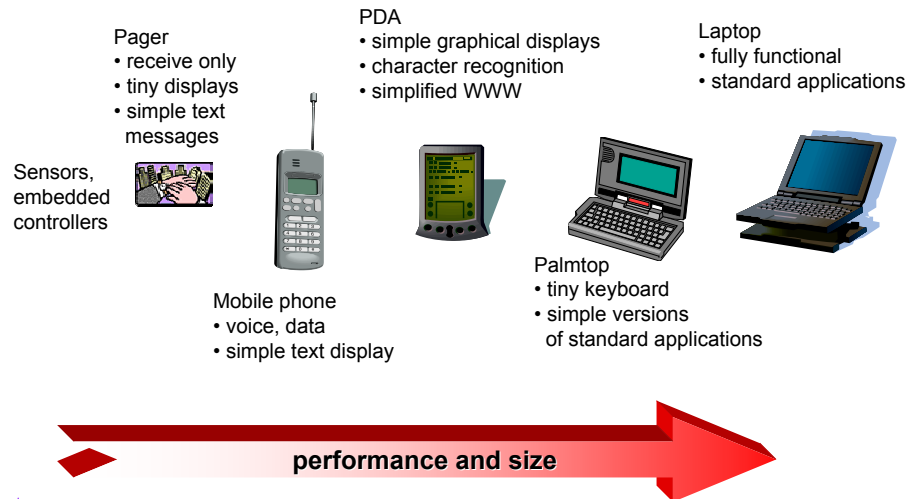 Pager
• receive only
• tiny displays
• simple text
messages
PDA
• simple graphical displays
• character recognition
• simplified WWW
Laptop
• fully functional
• standard applications
Sensors,
embedded
controllers
Mobile phone
• voice, data
• simple text display
Palmtop
• tiny keyboard
• simple versions
of standard applications
performance and size